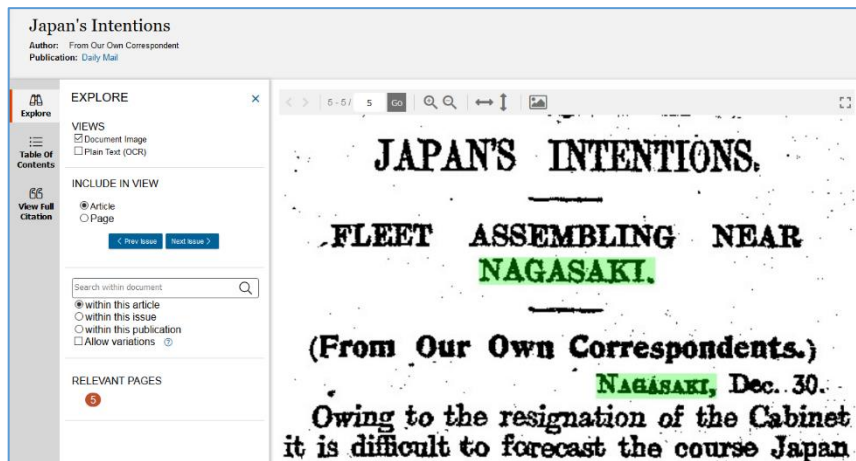 Japan's Intentions
Author: From Our Own Correspondent
Publication: Daily Mail
Explore
Table Of
Contents
View Full
Citation
EXPLORE
VIEWS
Document Image
Plain Text (OCR)
INCLUDE IN VIEW
Article
Page
< Prev Issue
Next Issue >
Search within document
within this article
within this issue
within this publication
Allow variations ?
RELEVANT PAGES
5
5 - 5 / 5 Go
JAPAN'S INTENTIONS.
FLEET ASSEMBLING NEAR
NAGASAKI.
(From Our Own Correspondents.)
NAGASAKI, Dec. 30.
Owing to the resignation of the Cabinet
it is difficult to forecast the course Japan